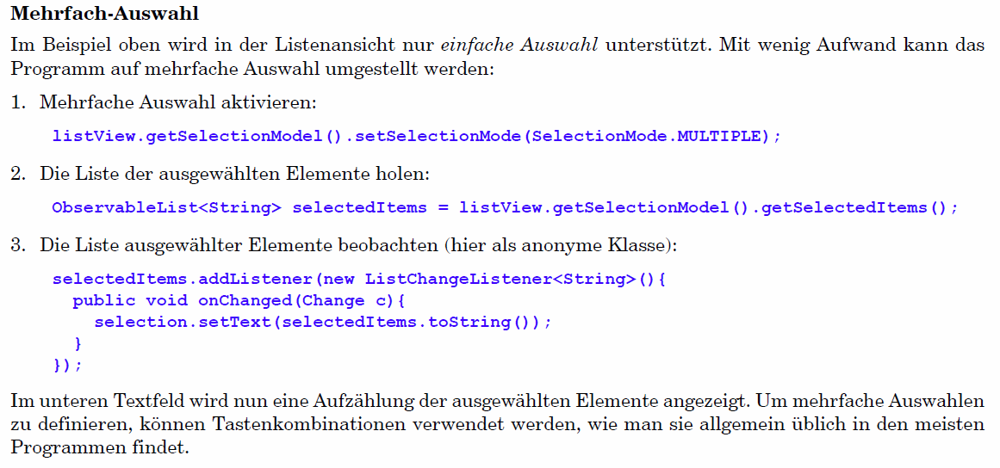 Mehrfach-Auswahl
Im Beispiel oben wird in der Listenansicht nur einfache Auswahl unterstützt. Mit wenig Aufwand kann das
Programm auf mehrfache Auswahl umgestellt werden:
1. Mehrfache Auswahl aktivieren:
listView.getSelectionModel().setSelectionMode(SelectionMode.MULTIPLE);
2. Die Liste der ausgewählten Elemente holen:
ObservableList<String> selectedItems = listView.getSelectionModel().getSelectedItems();
3. Die Liste ausgewählter Elemente beobachten (hier als anonyme Klasse):
selectedItems.addListener(new ListChangeListener<String>(){
  public void onChanged(Change c){
    selection.setText(selectedItems.toString());
  }
});
Im unteren Textfeld wird nun eine Aufzählung der ausgewählten Elemente angezeigt. Um mehrfache Auswahlen
zu definieren, können Tastenkombinationen verwendet werden, wie man sie allgemein üblich in den meisten
Programmen findet.